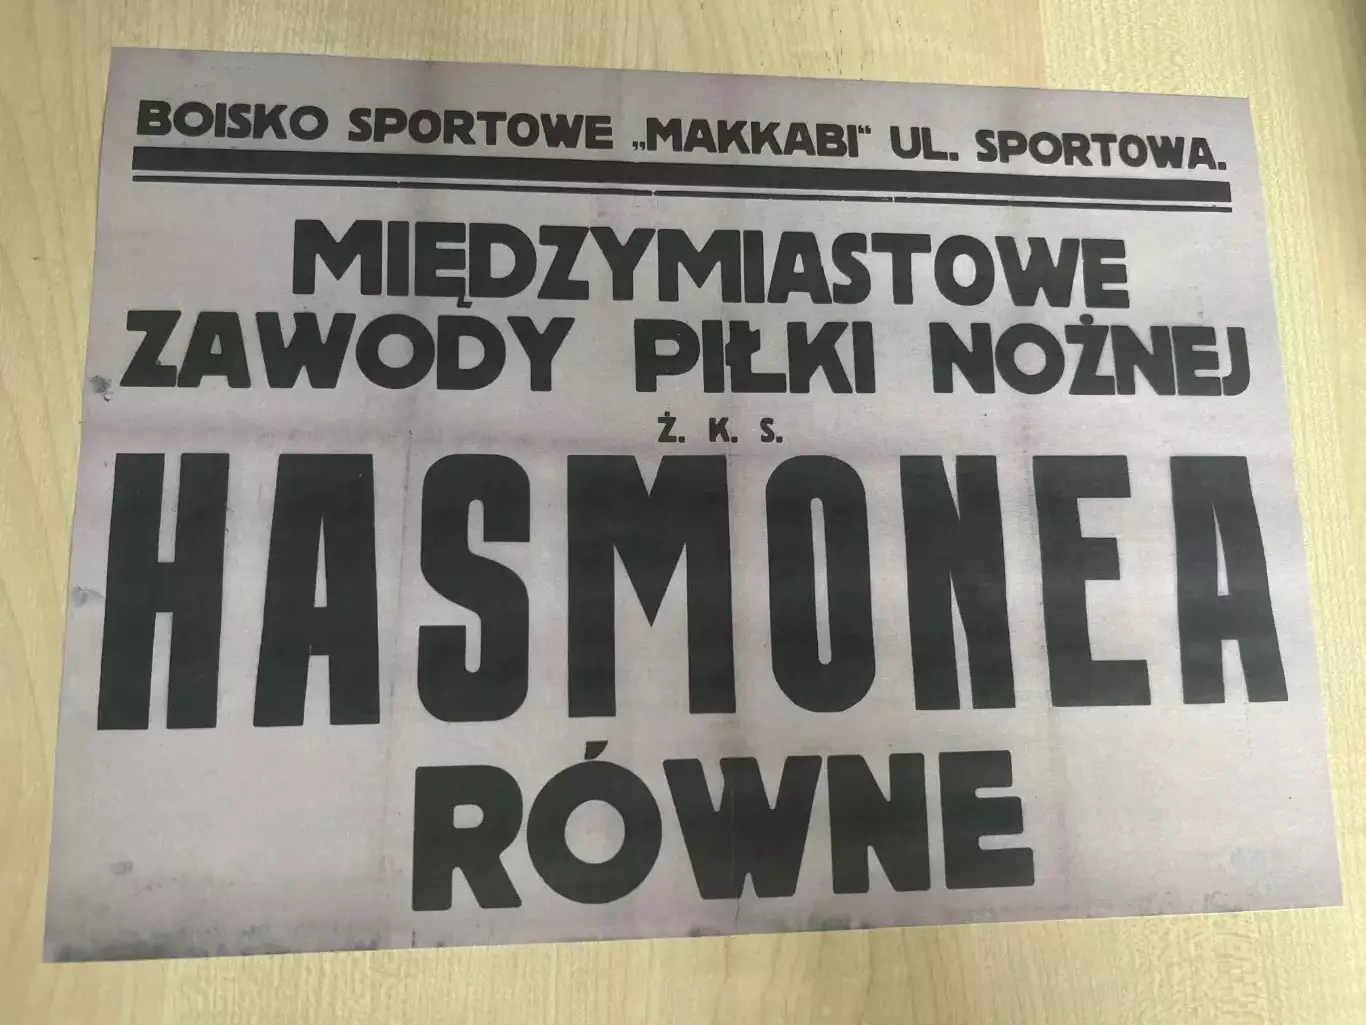 BOISKO SPORTOWE „MAKKABI" UL. SPORTOWA.
MIĘDZYMIASTOWE
ZAWODY PIŁKI NOŻNEJ
Ż. K. S.
HASMONEA
RÓWNE